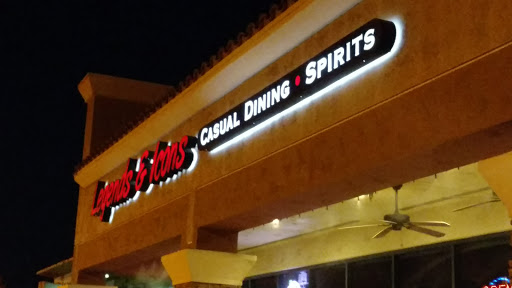 Legends & Icons
CASUAL DINING • SPIRITS